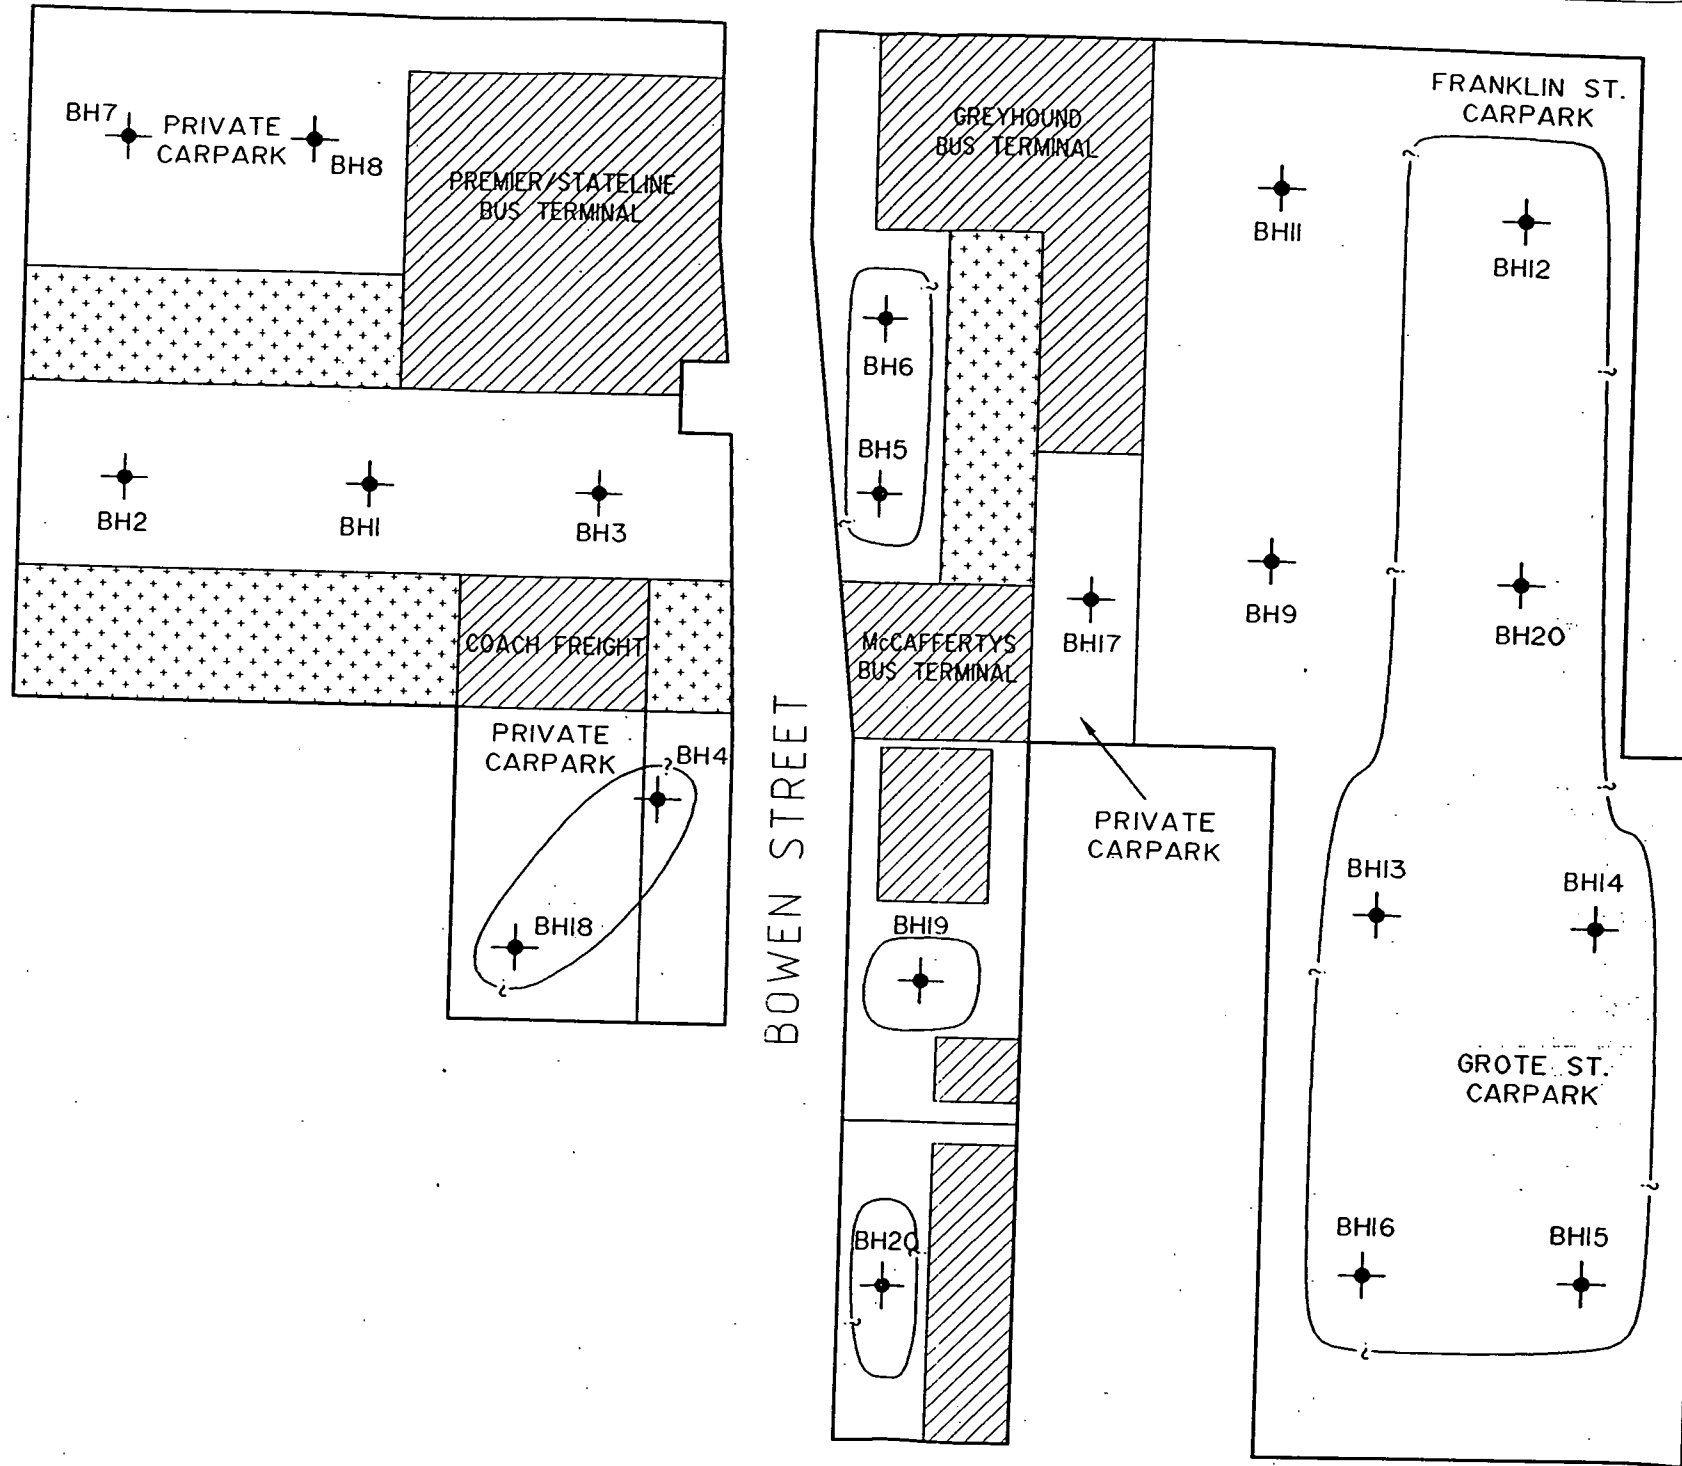 BH7
PRIVATE
CARPARK
BH8
PREMIER/STATELINE
BUS TERMINAL
GREYHOUND
BUS TERMINAL
FRANKLIN ST.
CARPARK
BH11
BH12
BH6
BH5
BH2
BH1
BH3
COACH FREIGHT
McCAFFERTYS
BUS TERMINAL
BH17
BH9
BH20
PRIVATE
CARPARK
BH4
BH18
BOWEN STREET
PRIVATE
CARPARK
BH19
BH13
BH14
GROTE ST.
CARPARK
BH20
BH16
BH15
?
?
?
?
?
?
?
?
?
?
?
?
?
?